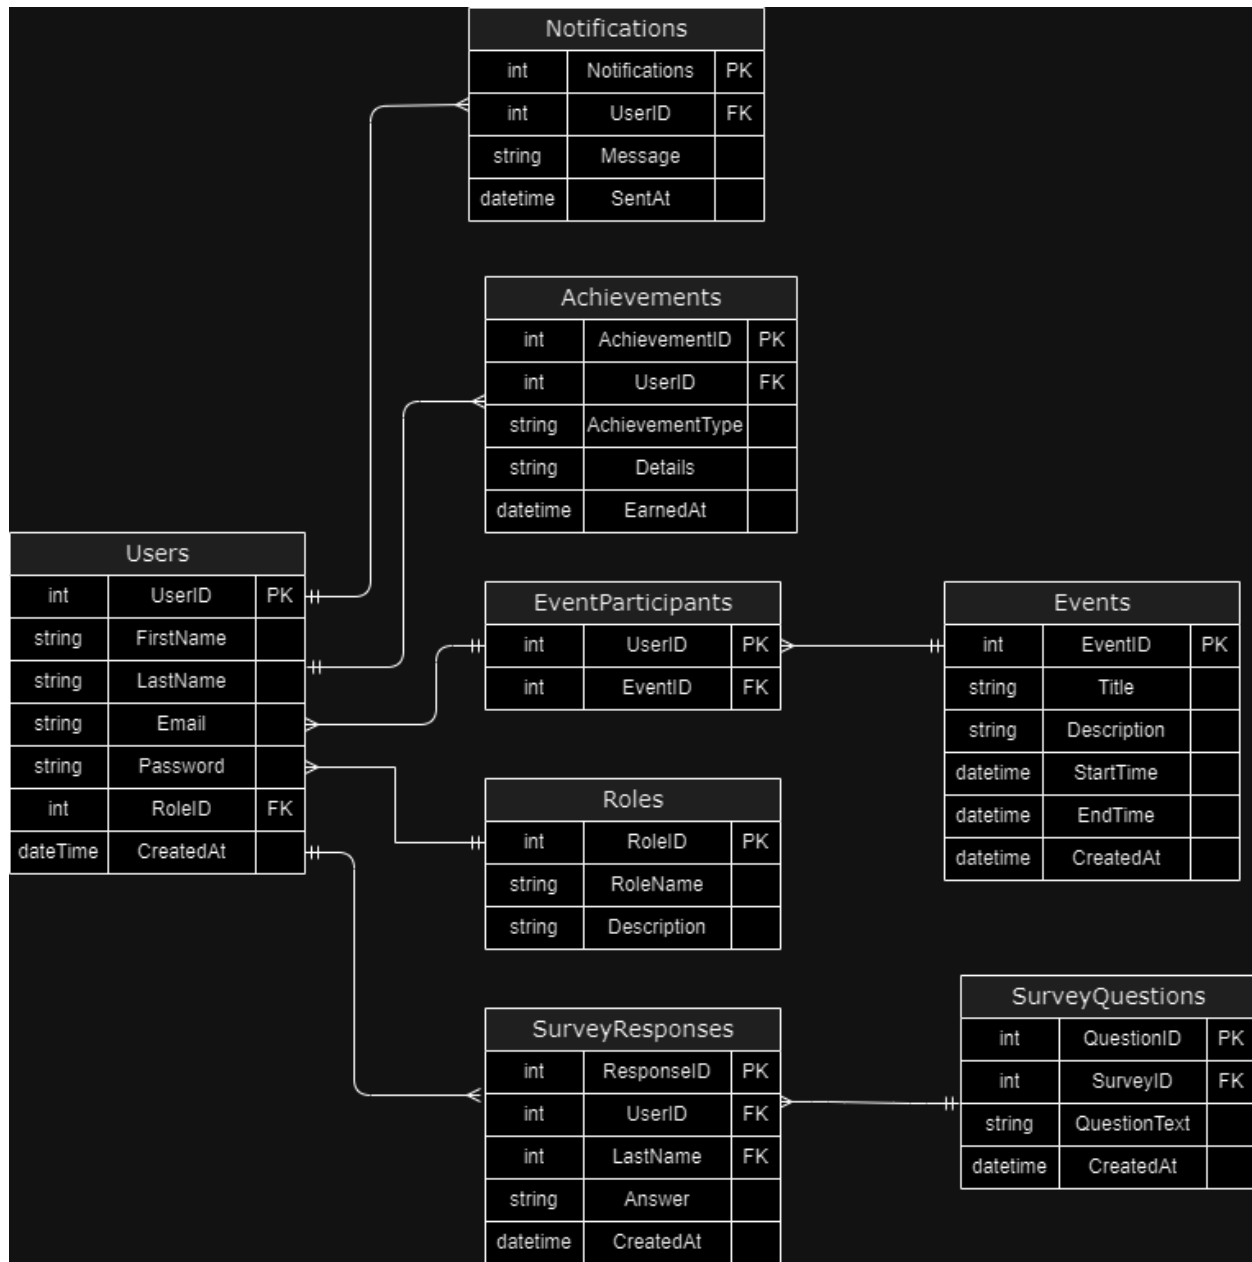 Notifications
int Notifications PK
int UserID FK
string Message
datetime SentAt
Achievements
int AchievementID PK
int UserID FK
string AchievementType
string Details
datetime EarnedAt
Users
int UserID PK
string FirstName
string LastName
string Email
string Password
int RoleID FK
dateTime CreatedAt
EventParticipants
int UserID PK
int EventID FK
Events
int EventID PK
string Title
string Description
datetime StartTime
datetime EndTime
datetime CreatedAt
Roles
int RoleID PK
string RoleName
string Description
SurveyResponses
int ResponseID PK
int UserID FK
int LastName FK
string Answer
datetime CreatedAt
SurveyQuestions
int QuestionID PK
int SurveyID FK
string QuestionText
datetime CreatedAt